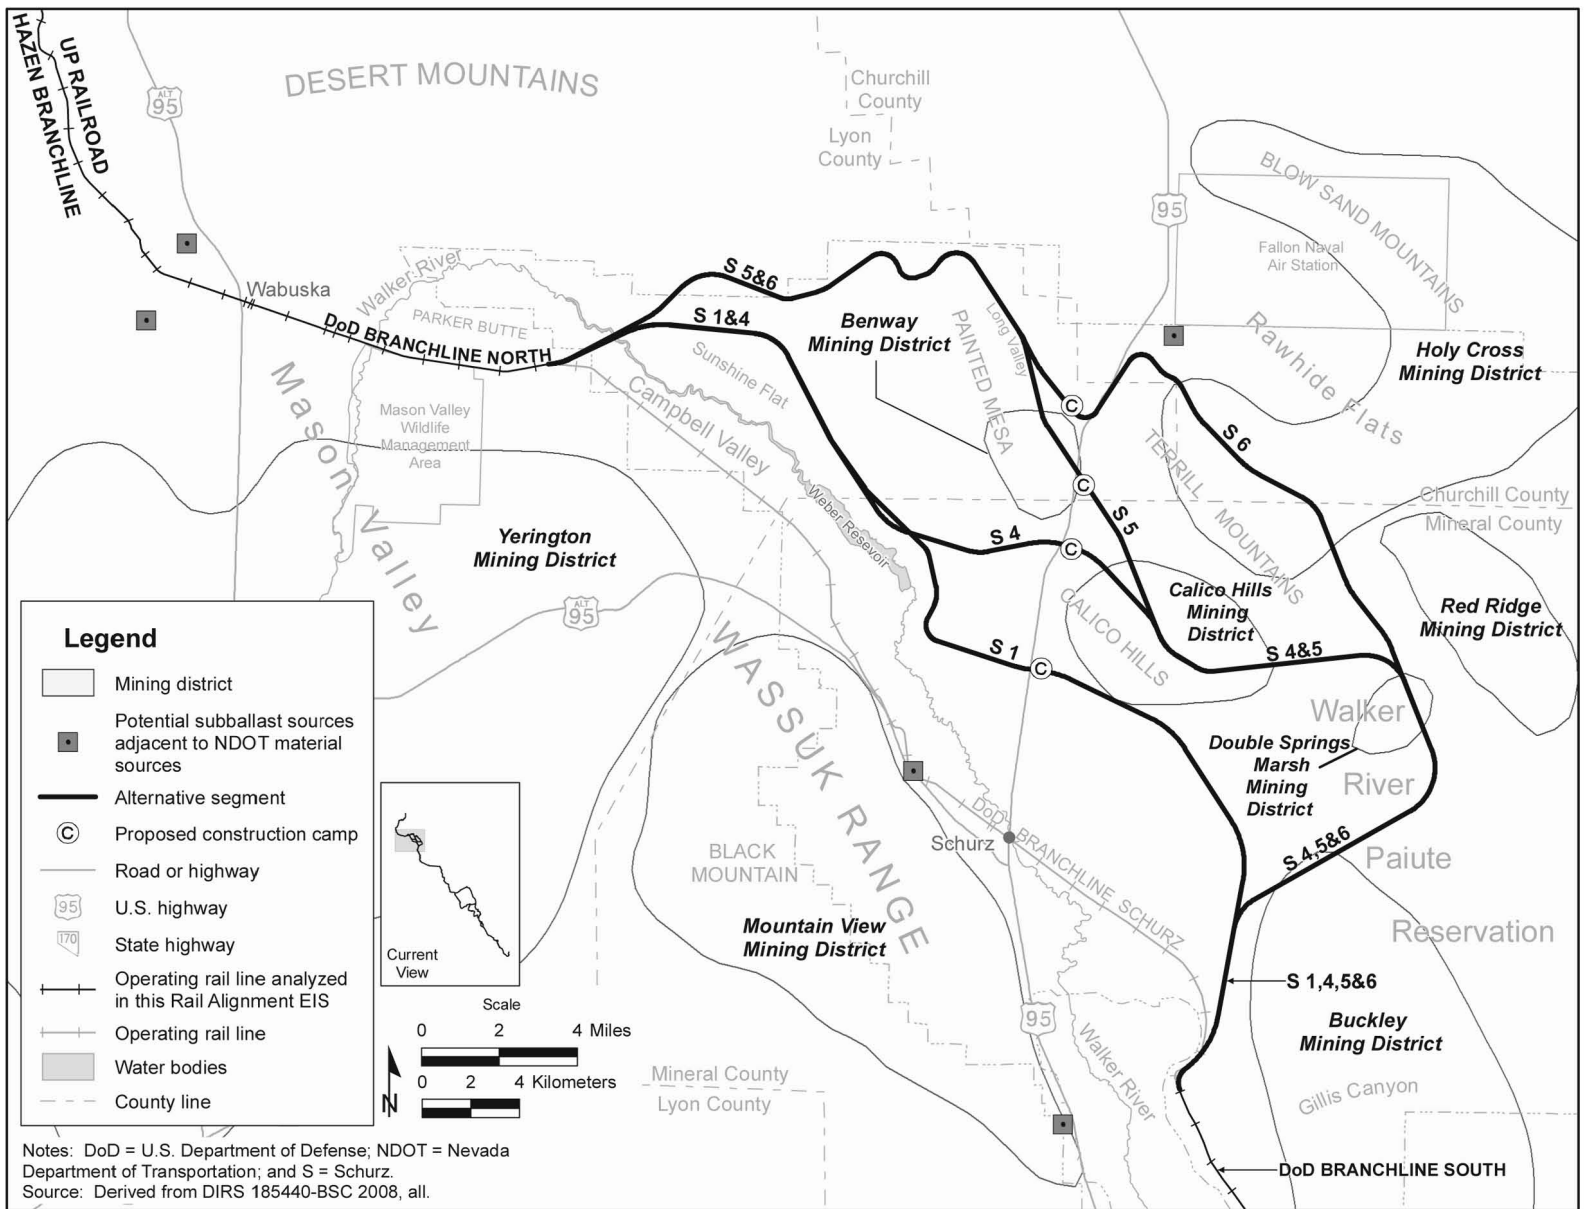 UP RAILROAD
HAZEN BRANCHLINE
ALT
95
DESERT MOUNTAINS
Churchill
County
Lyon
County
95
BLOW SAND MOUNTAINS
Fallon Naval
Air Station
Wabuska
Walker River
PARKER BUTTE
DoD BRANCHLINE NORTH
S 5&6
S 1&4
Sunshine Flat
Campbell Valley
Benway
Mining District
PAINTED MESA
Long Valley
C
Rawhide Flats
Holy Cross
Mining District
Mason Valley
Mason Valley
Wildlife
Management
Area
Weber Resevoir
TERRILL MOUNTAINS
S 6
C
S 5
Churchill County
Mineral County
Yerington
Mining District
S 4
C
ALT
95
CALICO HILLS
Calico Hills
Mining
District
Red Ridge
Mining District
S 1
C
S 4&5
WASSUK RANGE
Walker
River
Paiute
Reservation
Double Springs
Marsh
Mining
District
S 4,5&6
DoD BRANCHLINE SCHURZ
Schurz
BLACK
MOUNTAIN
Mountain View
Mining District
S 1,4,5&6
95
Buckley
Mining District
Walker River
Gillis Canyon
Mineral County
Lyon County
DoD BRANCHLINE SOUTH
Legend
Mining district
Potential subballast sources
adjacent to NDOT material
sources
Alternative segment
C Proposed construction camp
Road or highway
95 U.S. highway
170 State highway
Operating rail line analyzed
in this Rail Alignment EIS
Operating rail line
Water bodies
County line
Current
View
Scale
0 2 4 Miles
0 2 4 Kilometers
N
Notes: DoD = U.S. Department of Defense; NDOT = Nevada
Department of Transportation; and S = Schurz.
Source: Derived from DIRS 185440-BSC 2008, all.